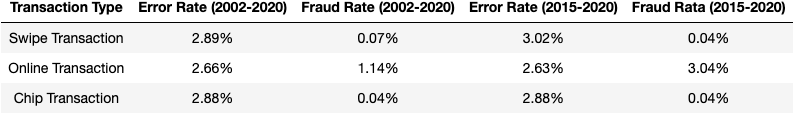 Transaction Type Error Rate (2002-2020) Fraud Rate (2002-2020) Error Rate (2015-2020) Fraud Rata (2015-2020)
Swipe Transaction 2.89% 0.07% 3.02% 0.04%
Online Transaction 2.66% 1.14% 2.63% 3.04%
Chip Transaction 2.88% 0.04% 2.88% 0.04%